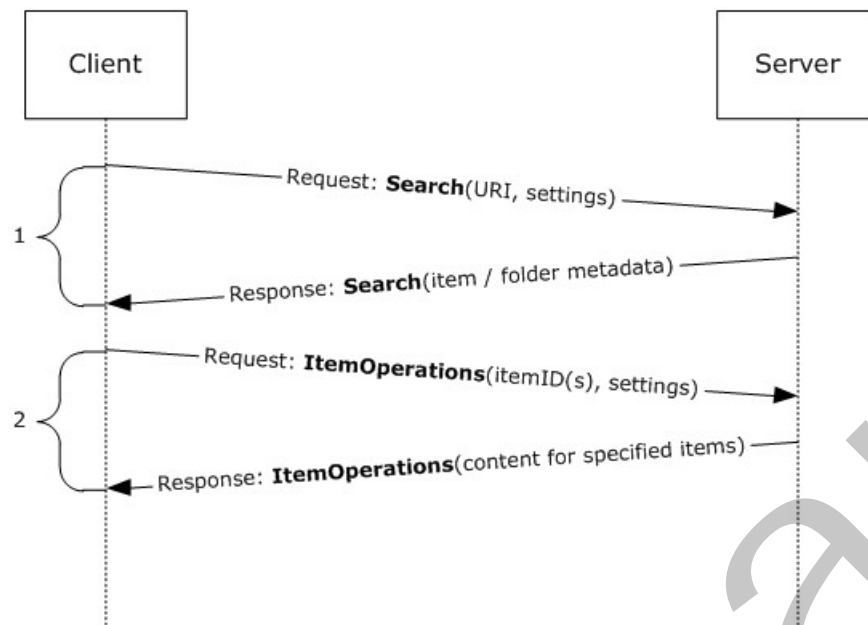 Client
Server
Request: Search(URI, settings)
1
Response: Search(item / folder metadata)
Request: ItemOperations(itemID(s), settings)
2
Response: ItemOperations(content for specified items)